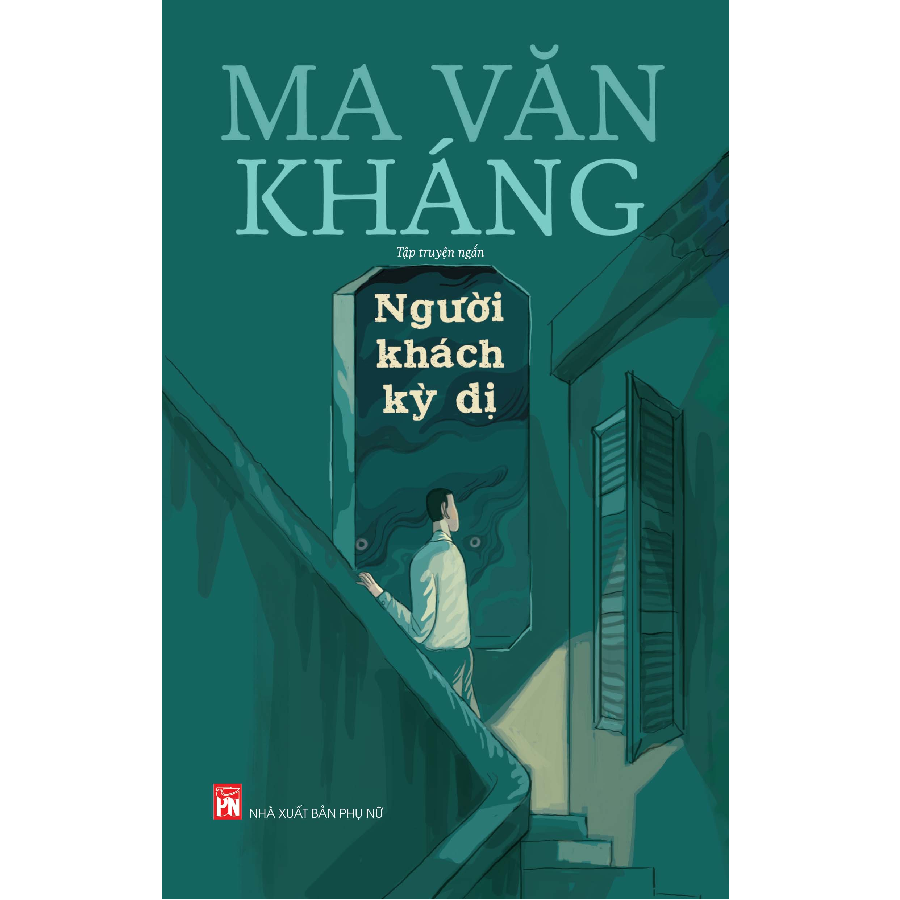 MA VĂN
KHÁNG
Tập truyện ngắn
Người
khách
kỳ dị
PN
NHÀ XUẤT BẢN PHỤ NỮ